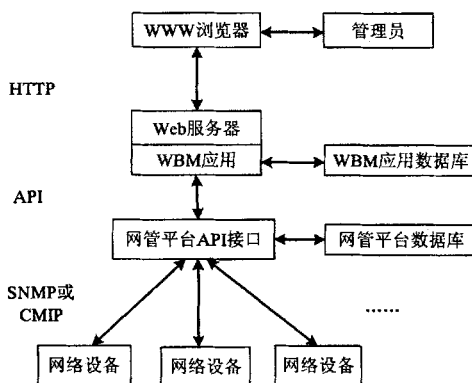 WWW浏览器
管理员
HTTP
Web服务器
WBM应用
WBM应用数据库
API
网管平台API接口
网管平台数据库
SNMP或
CMIP
……
网络设备
网络设备
网络设备